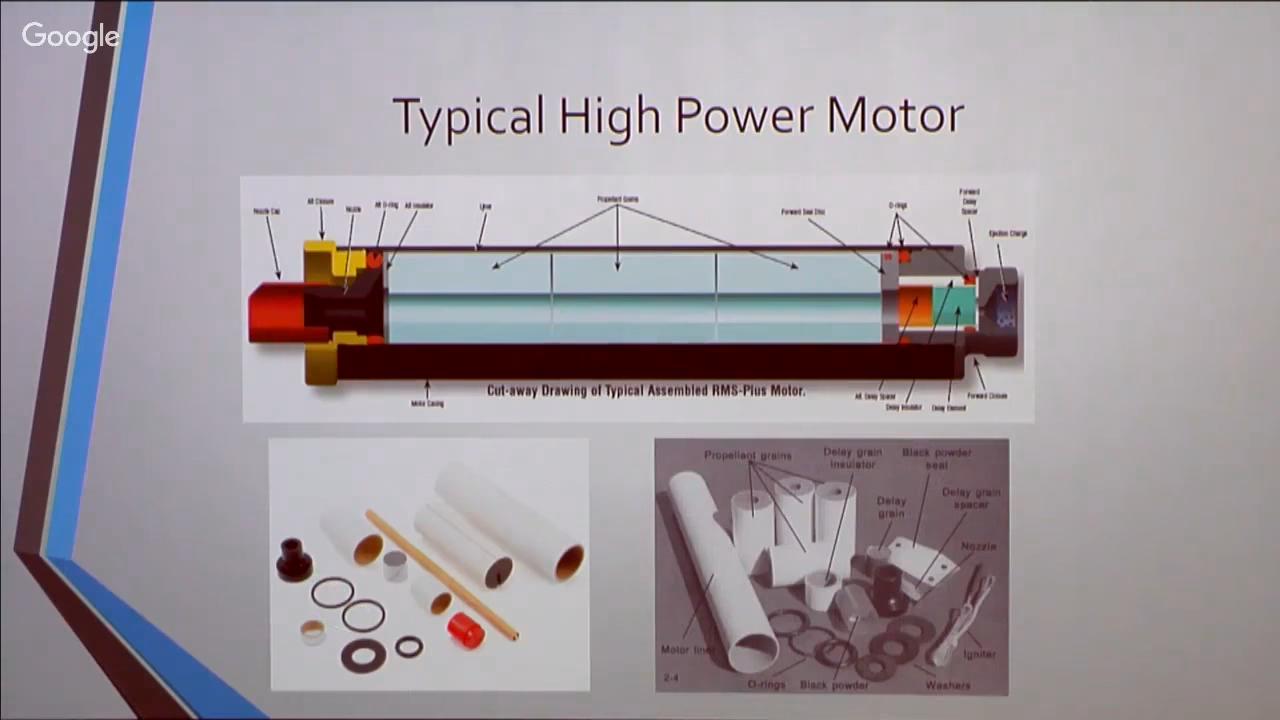 Google
Typical High Power Motor
Nozzle Cap
Aft Closure
Nozzle
Aft O-ring
Aft Insulator
Liner
Propellant Grains
Forward Seal Disc
O-rings
Forward
Delay
Spacer
Ejection Charge
Cut-away Drawing of Typical Assembled RMS-Plus Motor.
Motor Casing
Aft. Delay Spacer
Delay Insulator
Delay Element
Forward Closure
Propellant grains
Delay grain
insulator
Black powder
seal
Delay
grain
Delay grain
spacer
Nozzle
Motor liner
Igniter
2-4
O-rings
Black powder
Washers